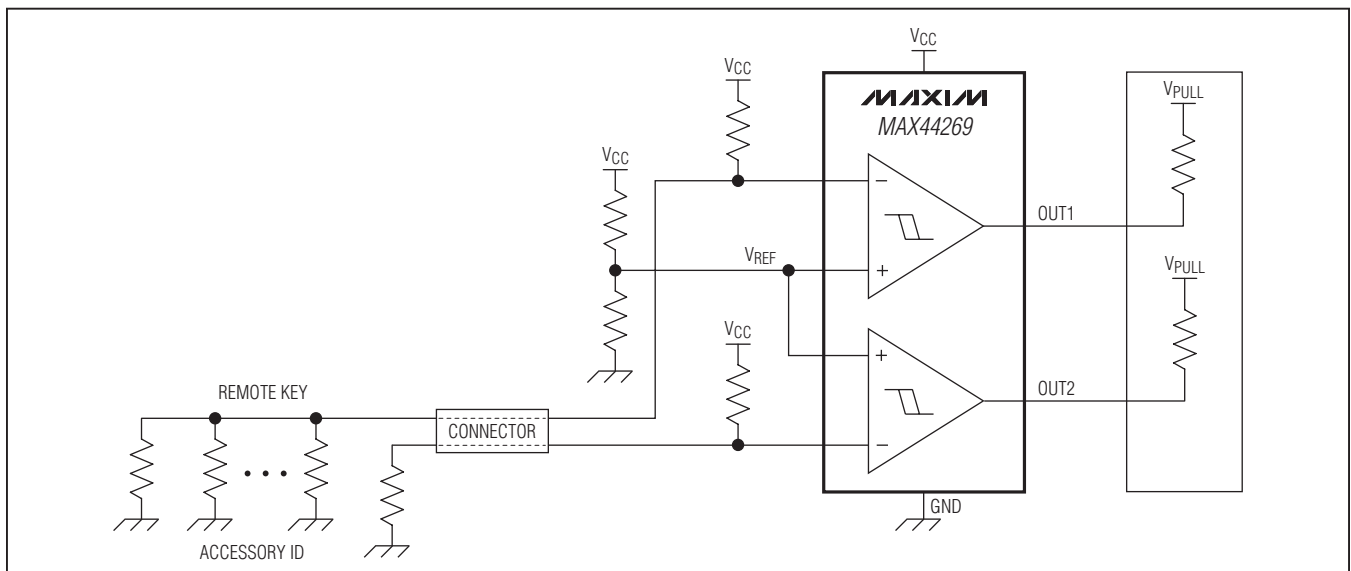 VCC
VCC
MAXIM
MAX44269
VPULL
VCC
−
OUT1
VREF
+
VPULL
VCC
+
REMOTE KEY
OUT2
CONNECTOR
−
GND
ACCESSORY ID